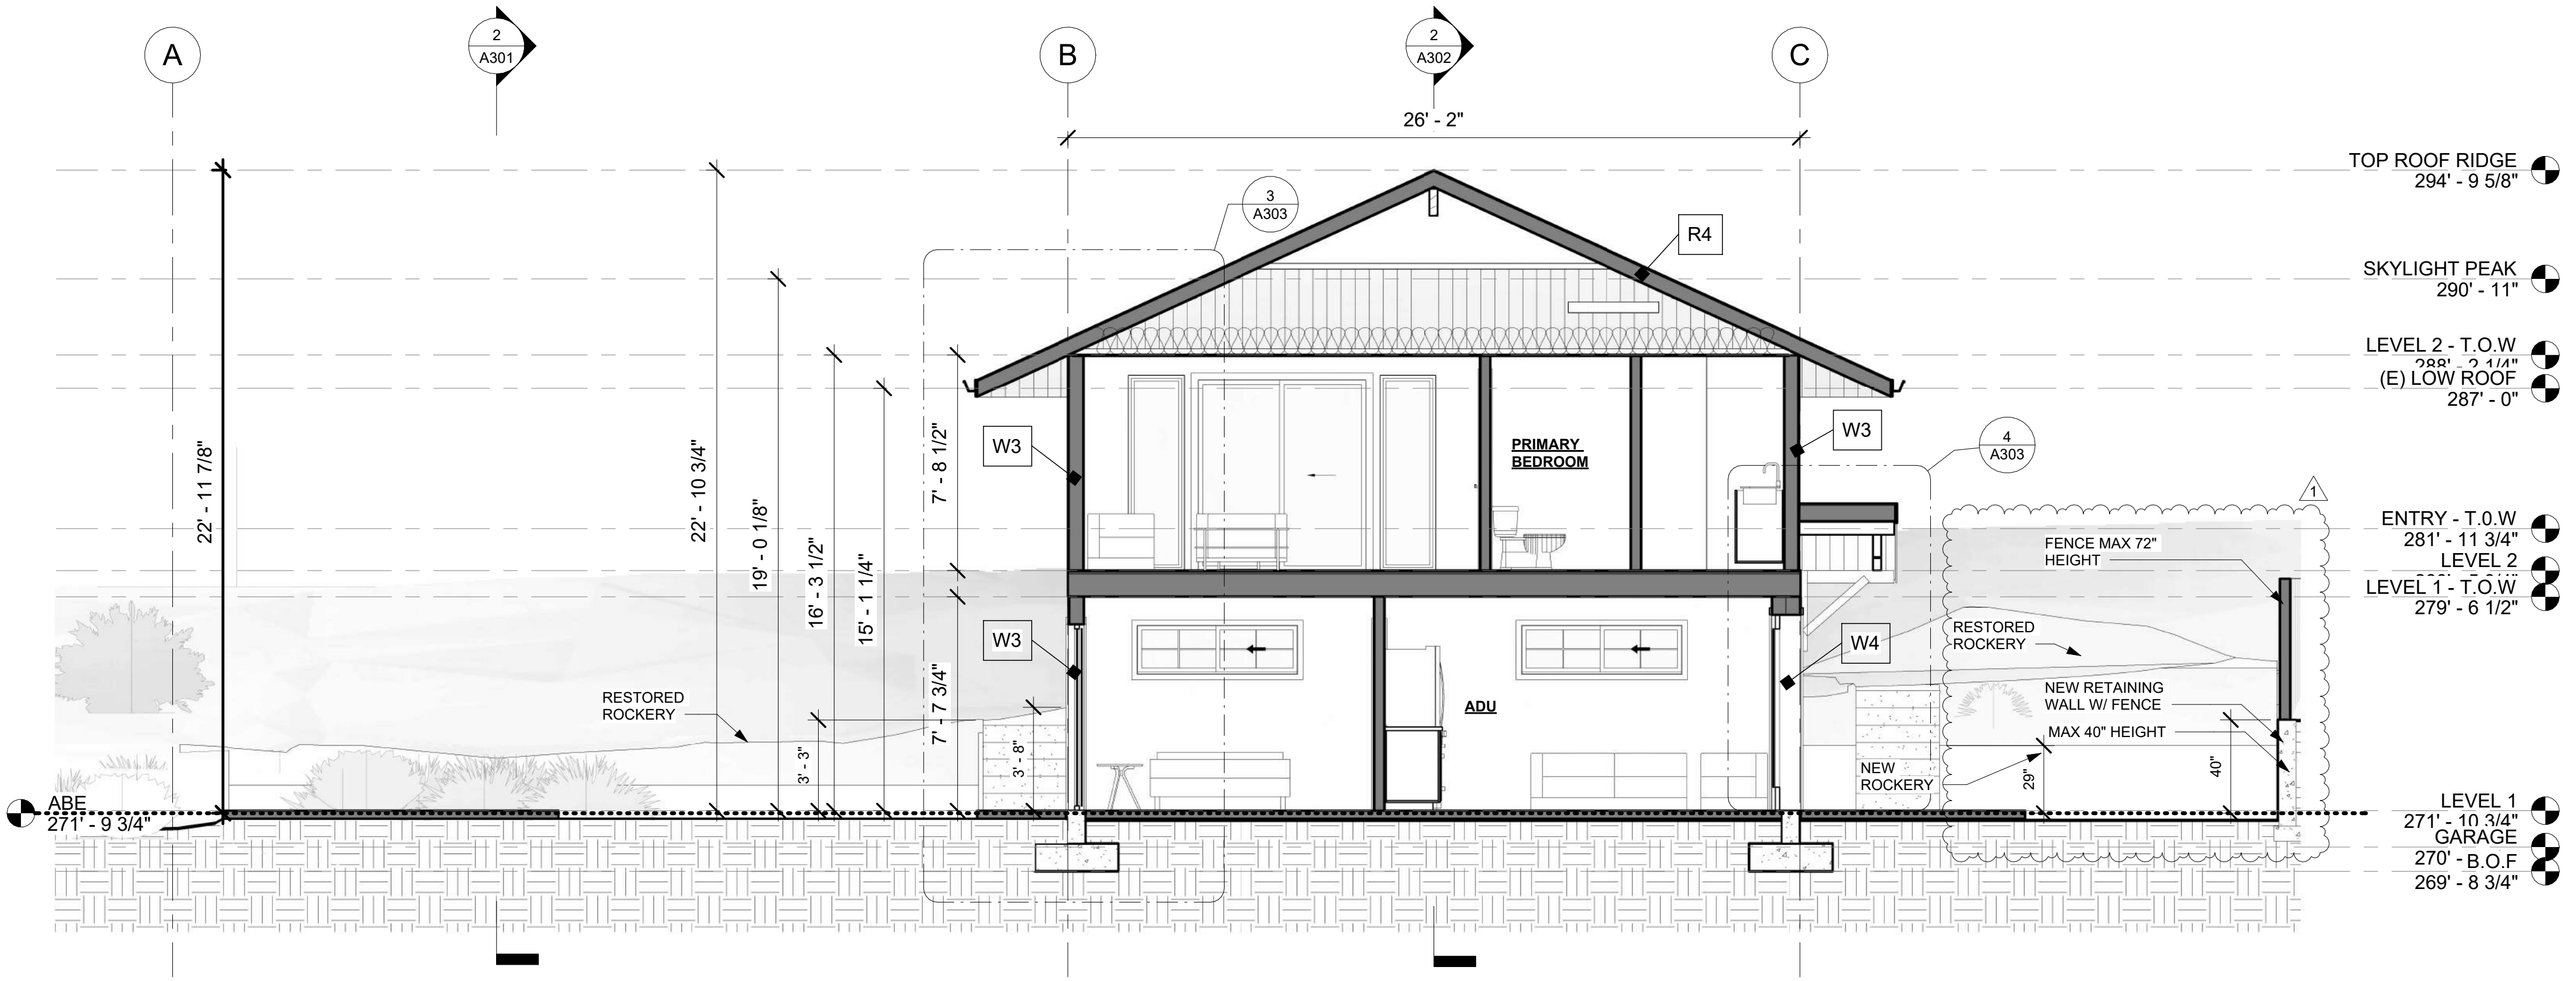 A
2
A301
B
2
A302
C
26' - 2"
TOP ROOF RIDGE
294' - 9 5/8"
3
A303
R4
SKYLIGHT PEAK
290' - 11"
LEVEL 2 - T.O.W
288' - 2 1/4"
(E) LOW ROOF
287' - 0"
22' - 11 7/8"
22' - 10 3/4"
19' - 0 1/8"
16' - 3 1/2"
15' - 1 1/4"
7' - 8 1/2"
W3
PRIMARY
BEDROOM
W3
4
A303
1
ENTRY - T.0.W
281' - 11 3/4"
FENCE MAX 72"
HEIGHT
LEVEL 2
LEVEL 1 - T.O.W
279' - 6 1/2"
W3
W4
RESTORED
ROCKERY
RESTORED
ROCKERY
NEW RETAINING
WALL W/ FENCE
MAX 40" HEIGHT
ADU
7' - 7 3/4"
3' - 3"
3' - 8"
NEW
ROCKERY
29"
40"
ABE
271' - 9 3/4"
LEVEL 1
271' - 10 3/4"
GARAGE
270' -
B.O.F
269' - 8 3/4"